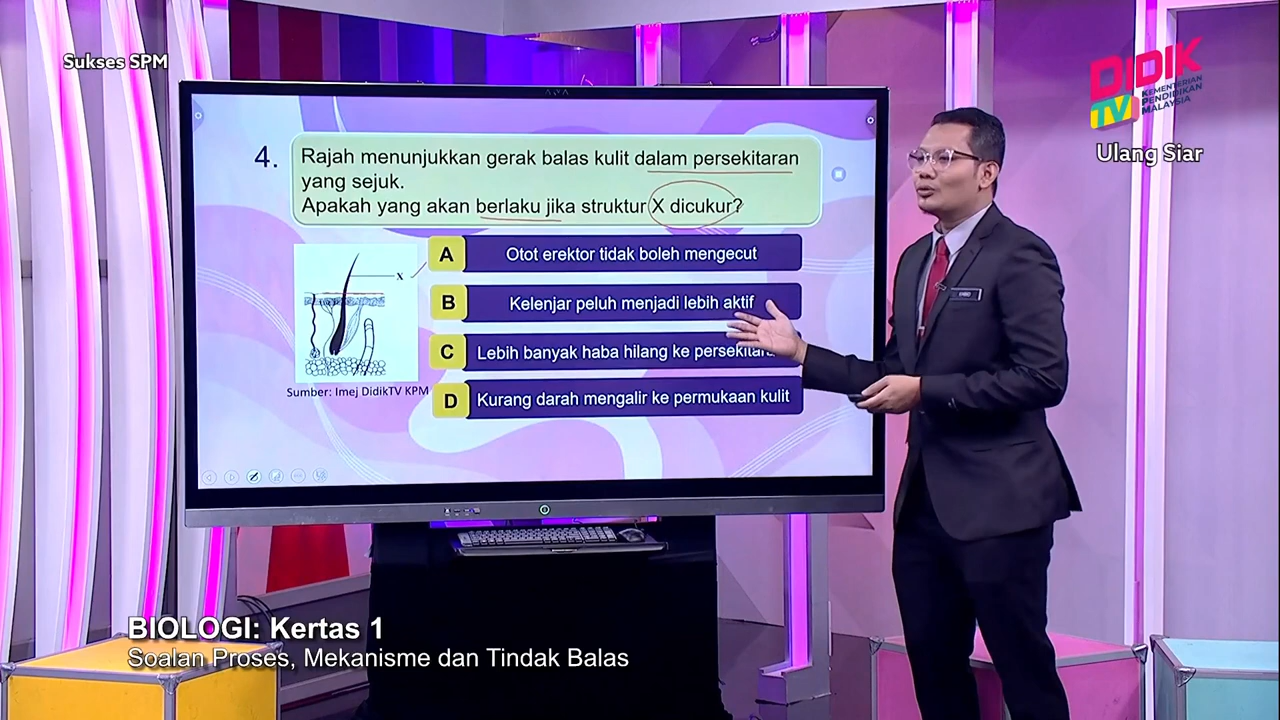 Sukses SPM
DIDIK
TV
KEMENTERIAN
PENDIDIKAN
MALAYSIA
Ulang Siar
4.
Rajah menunjukkan gerak balas kulit dalam persekitaran
yang sejuk.
Apakah yang akan berlaku jika struktur X dicukur?
X
A Otot erektor tidak boleh mengecut
B Kelenjar peluh menjadi lebih aktif
C Lebih banyak haba hilang ke
D Kurang darah mengalir ke permukaan kulit
Sumber: Imej DidikTV KPM
BIOLOGI: Kertas 1
Soalan Proses, Mekanisme dan Tindak Balas